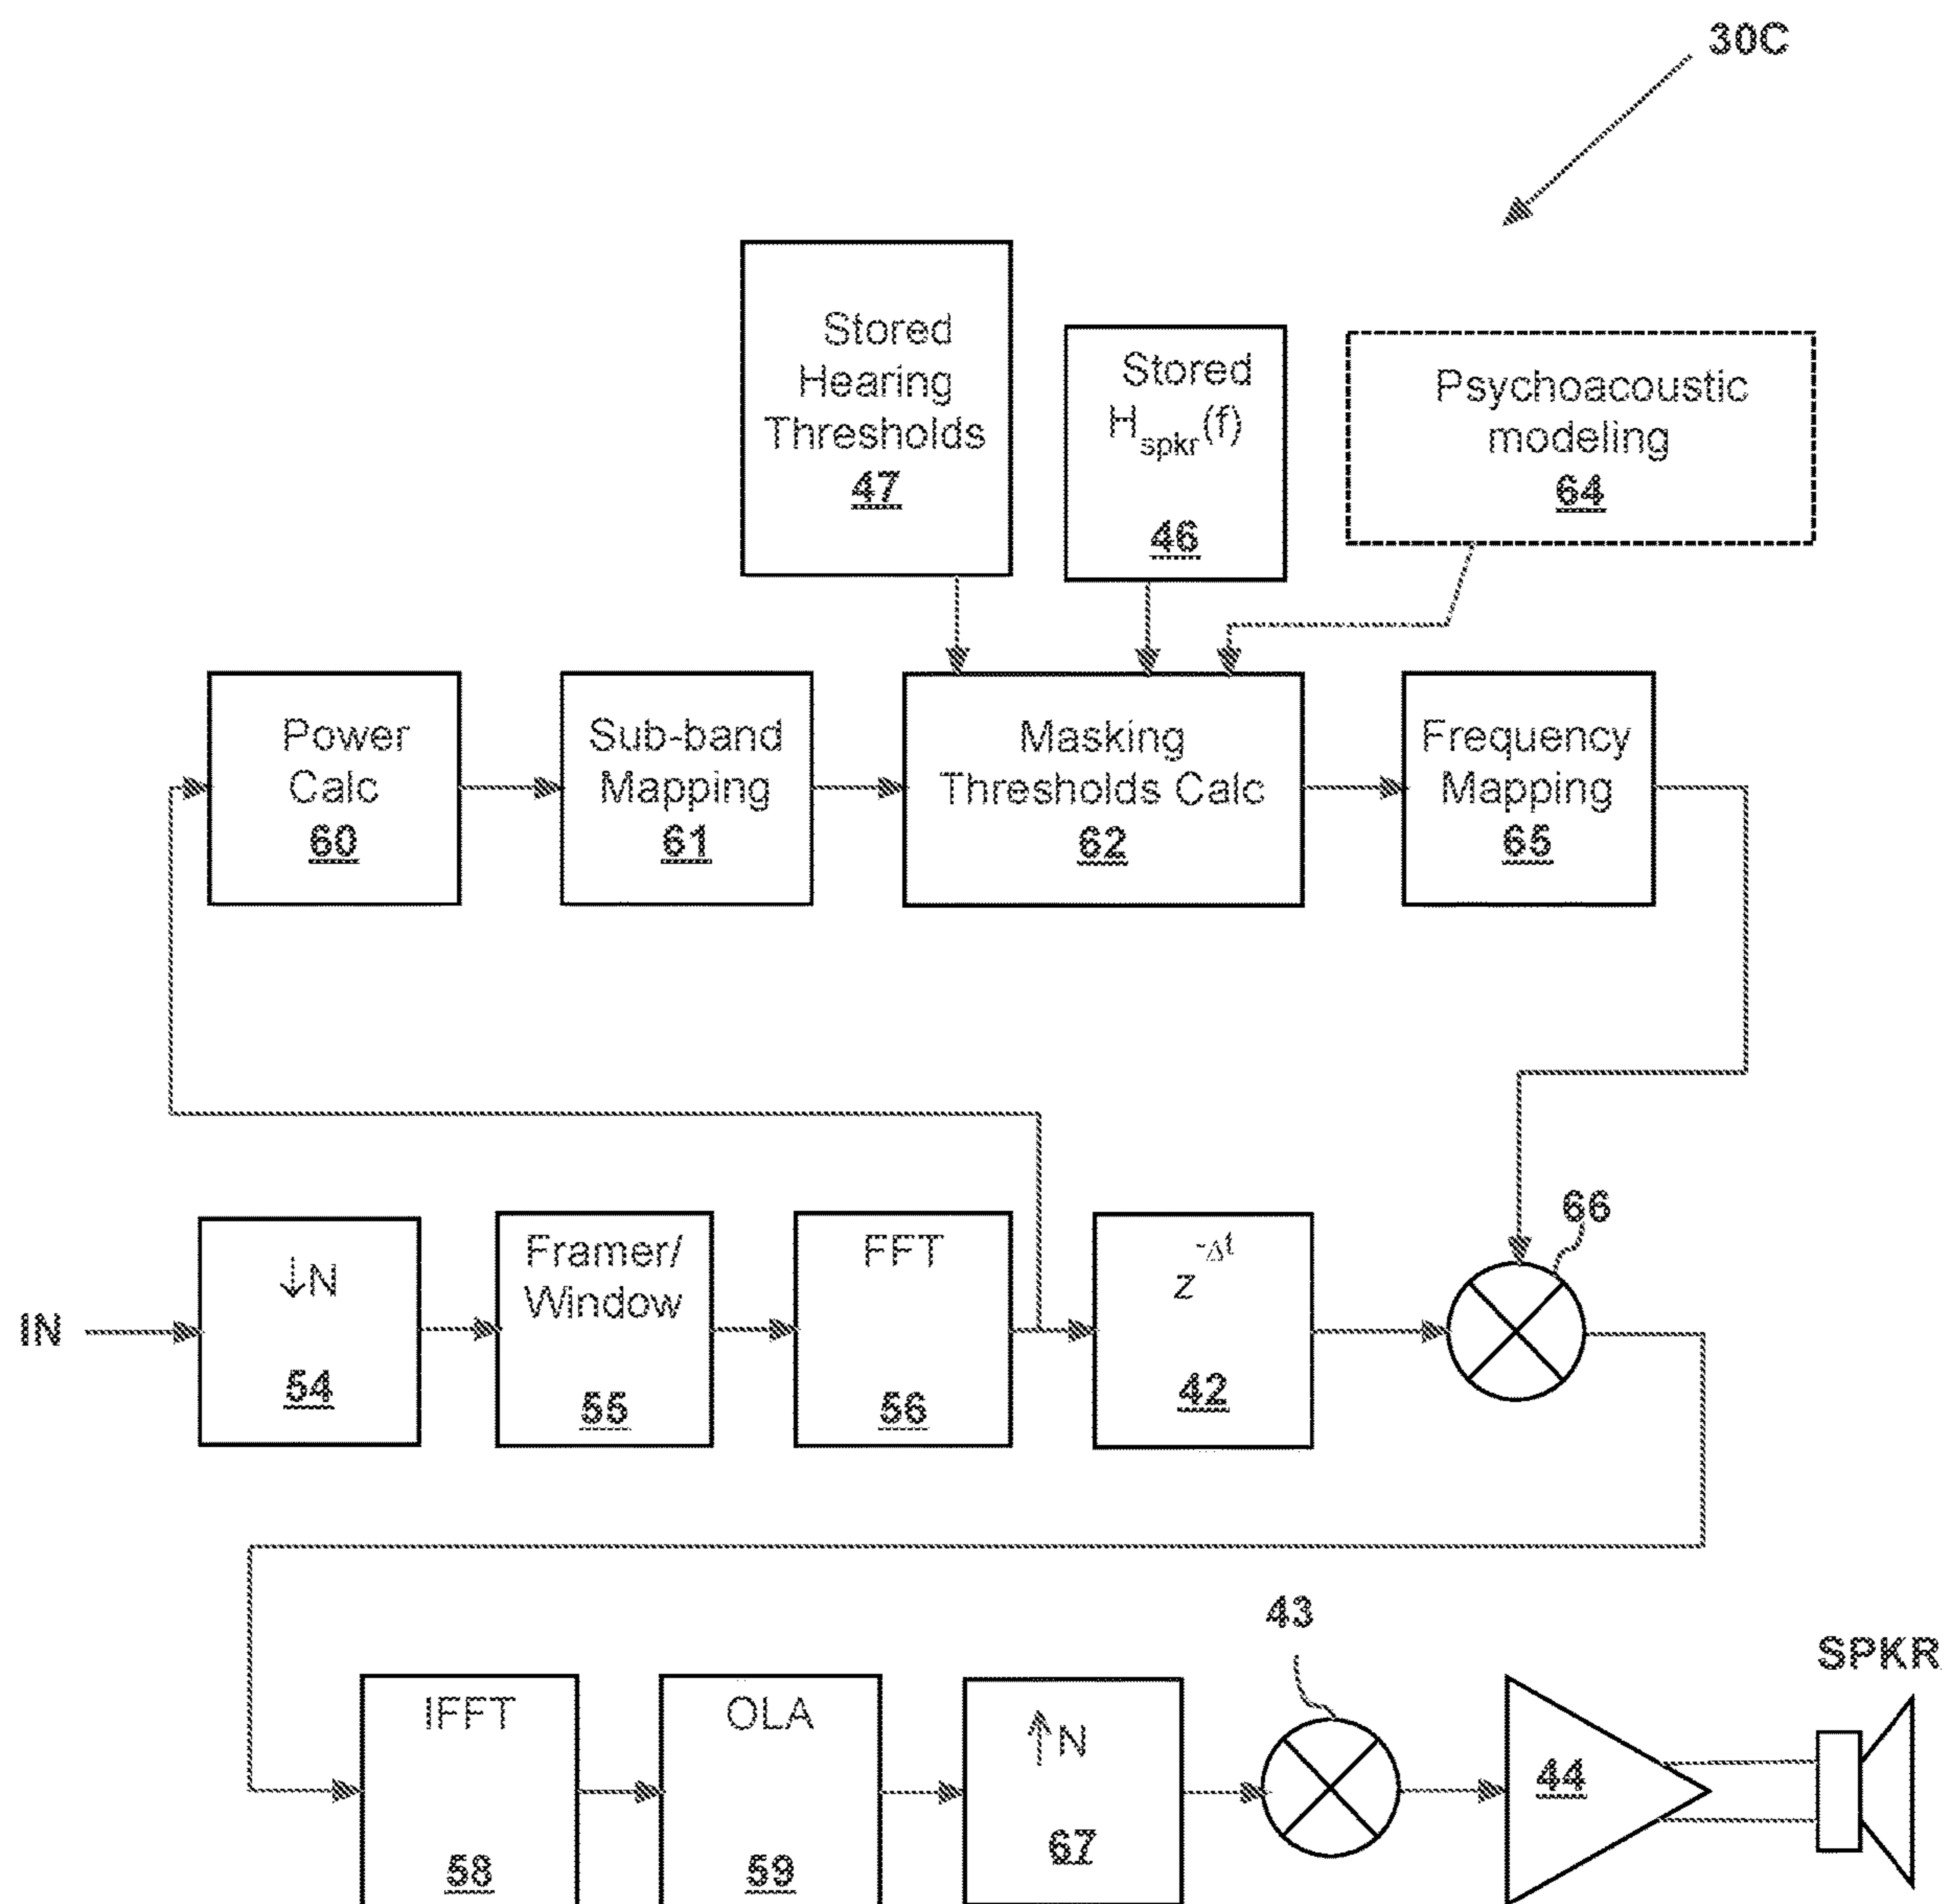 30C
Stored
Hearing
Thresholds
47
Stored
Hspkr(f)
46
Psychoacoustic
modeling
64
Power
Calc
60
Sub-band
Mapping
61
Masking
Thresholds Calc
62
Frequency
Mapping
65
IN
↓N
54
Framer/
Window
55
FFT
56
z-Δt
42
66
IFFT
58
OLA
59
↑N
67
43
44
SPKR